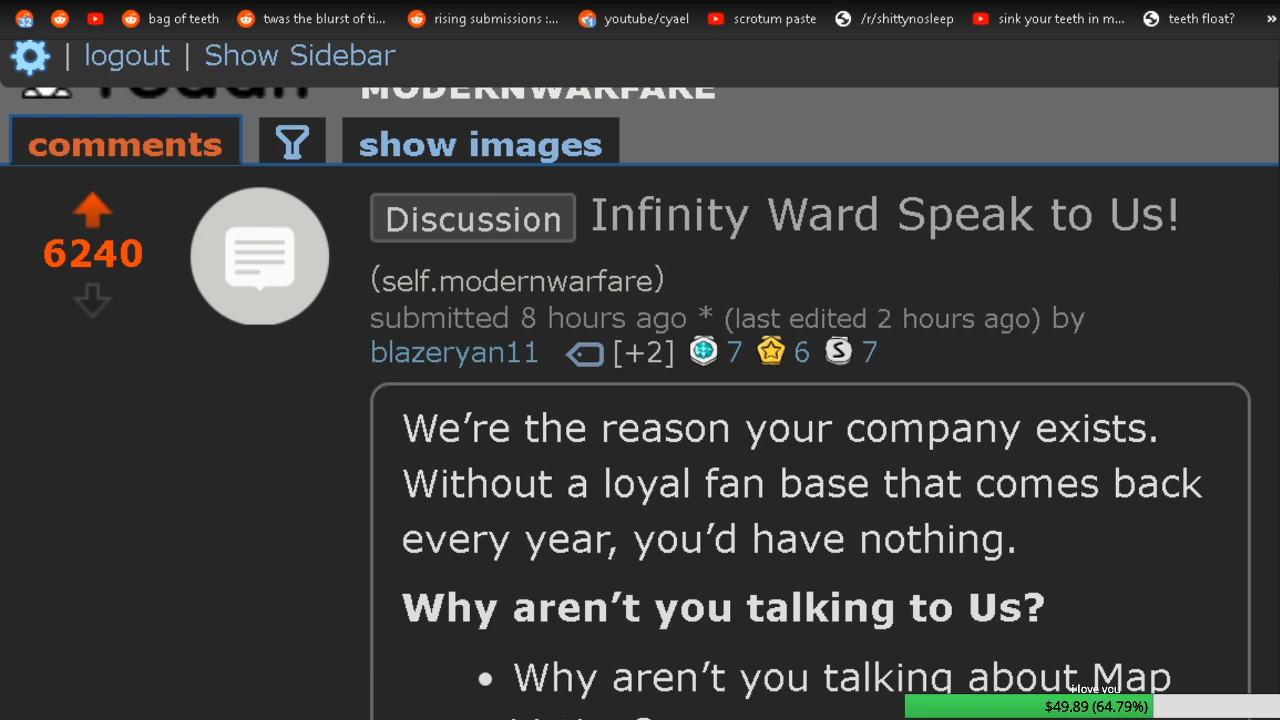 32 bag of teeth twas the blurst of ti... rising submissions :... youtube/cyael scrotum paste /r/shittynosleep sink your teeth in m... teeth float? »
| logout | Show Sidebar
MODERNWARFARE
comments show images
6240
Discussion Infinity Ward Speak to Us!
(self.modernwarfare)
submitted 8 hours ago * (last edited 2 hours ago) by
blazeryan11 [+2] 7 6 S 7
We’re the reason your company exists.
Without a loyal fan base that comes back
every year, you’d have nothing.
Why aren’t you talking to Us?
• Why aren’t you talking about Map
i love you
$49.89 (64.79%)